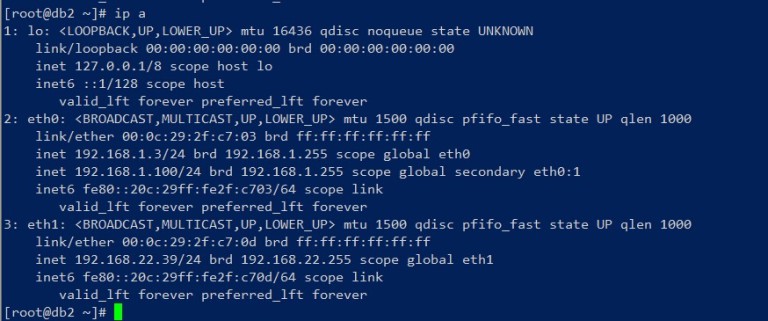 [root@db2 ~]# ip a
1: lo: <LOOPBACK,UP,LOWER_UP> mtu 16436 qdisc noqueue state UNKNOWN
    link/loopback 00:00:00:00:00:00 brd 00:00:00:00:00:00
    inet 127.0.0.1/8 scope host lo
    inet6 ::1/128 scope host
       valid_lft forever preferred_lft forever
2: eth0: <BROADCAST,MULTICAST,UP,LOWER_UP> mtu 1500 qdisc pfifo_fast state UP qlen 1000
    link/ether 00:0c:29:2f:c7:03 brd ff:ff:ff:ff:ff:ff
    inet 192.168.1.3/24 brd 192.168.1.255 scope global eth0
    inet 192.168.1.100/24 brd 192.168.1.255 scope global secondary eth0:1
    inet6 fe80::20c:29ff:fe2f:c703/64 scope link
       valid_lft forever preferred_lft forever
3: eth1: <BROADCAST,MULTICAST,UP,LOWER_UP> mtu 1500 qdisc pfifo_fast state UP qlen 1000
    link/ether 00:0c:29:2f:c7:0d brd ff:ff:ff:ff:ff:ff
    inet 192.168.22.39/24 brd 192.168.22.255 scope global eth1
    inet6 fe80::20c:29ff:fe2f:c70d/64 scope link
       valid_lft forever preferred_lft forever
[root@db2 ~]#